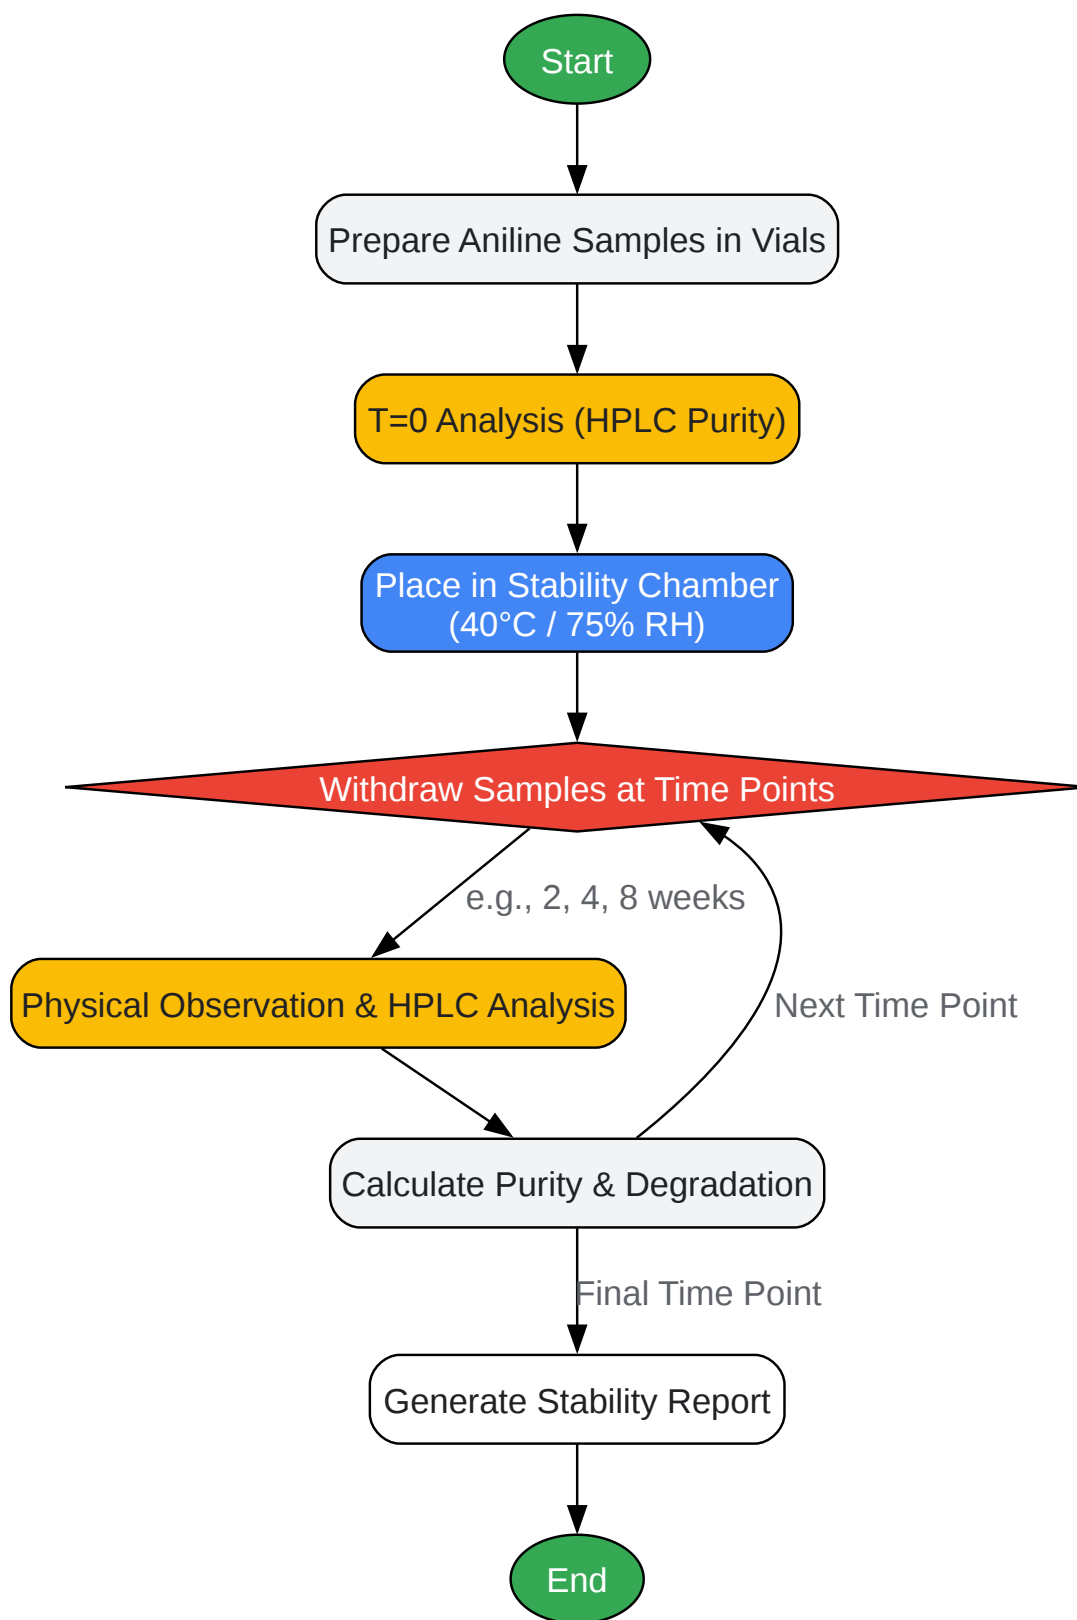 Start
Prepare Aniline Samples in Vials
T=0 Analysis (HPLC Purity)
Place in Stability Chamber
(40°C / 75% RH)
Withdraw Samples at Time Points
e.g., 2, 4, 8 weeks
Physical Observation & HPLC Analysis
Next Time Point
Calculate Purity & Degradation
Final Time Point
Generate Stability Report
End